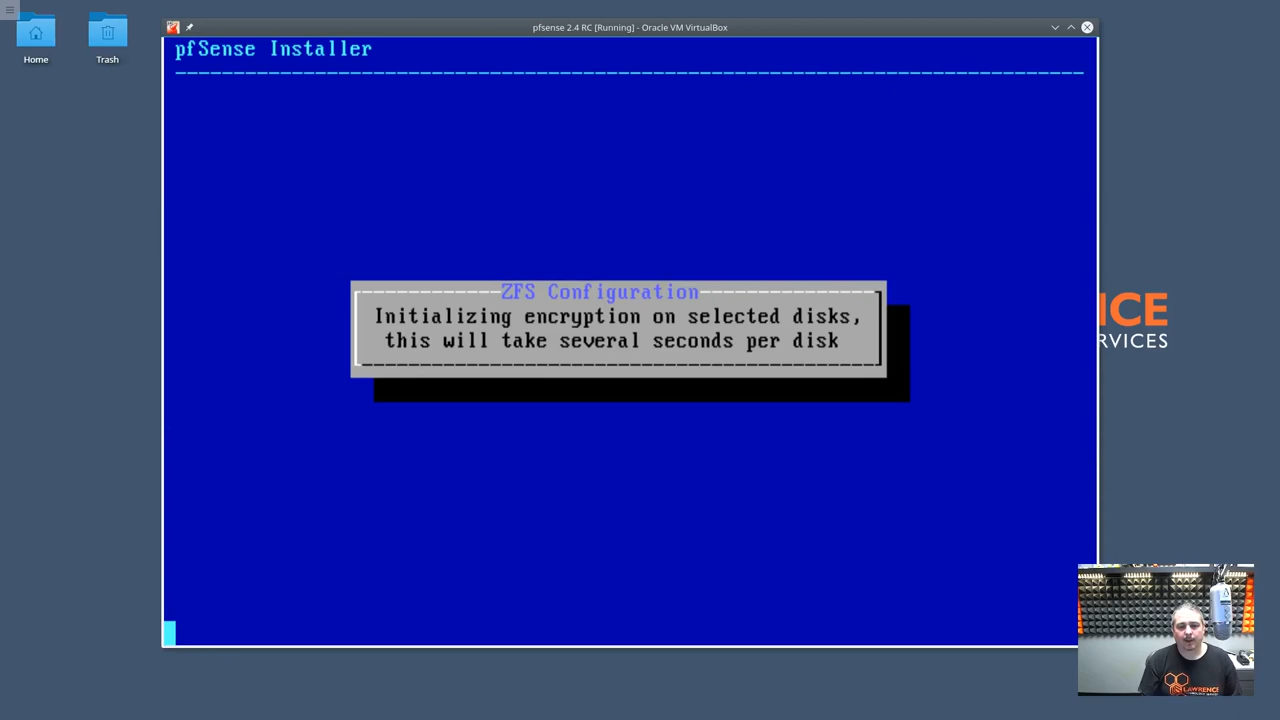 pfsense 2.4 RC [Running] - Oracle VM VirtualBox
Home
Trash
pfSense Installer
ZFS Configuration
Initializing encryption on selected disks,
this will take several seconds per disk
ICE
RVICES
LAWRENCE